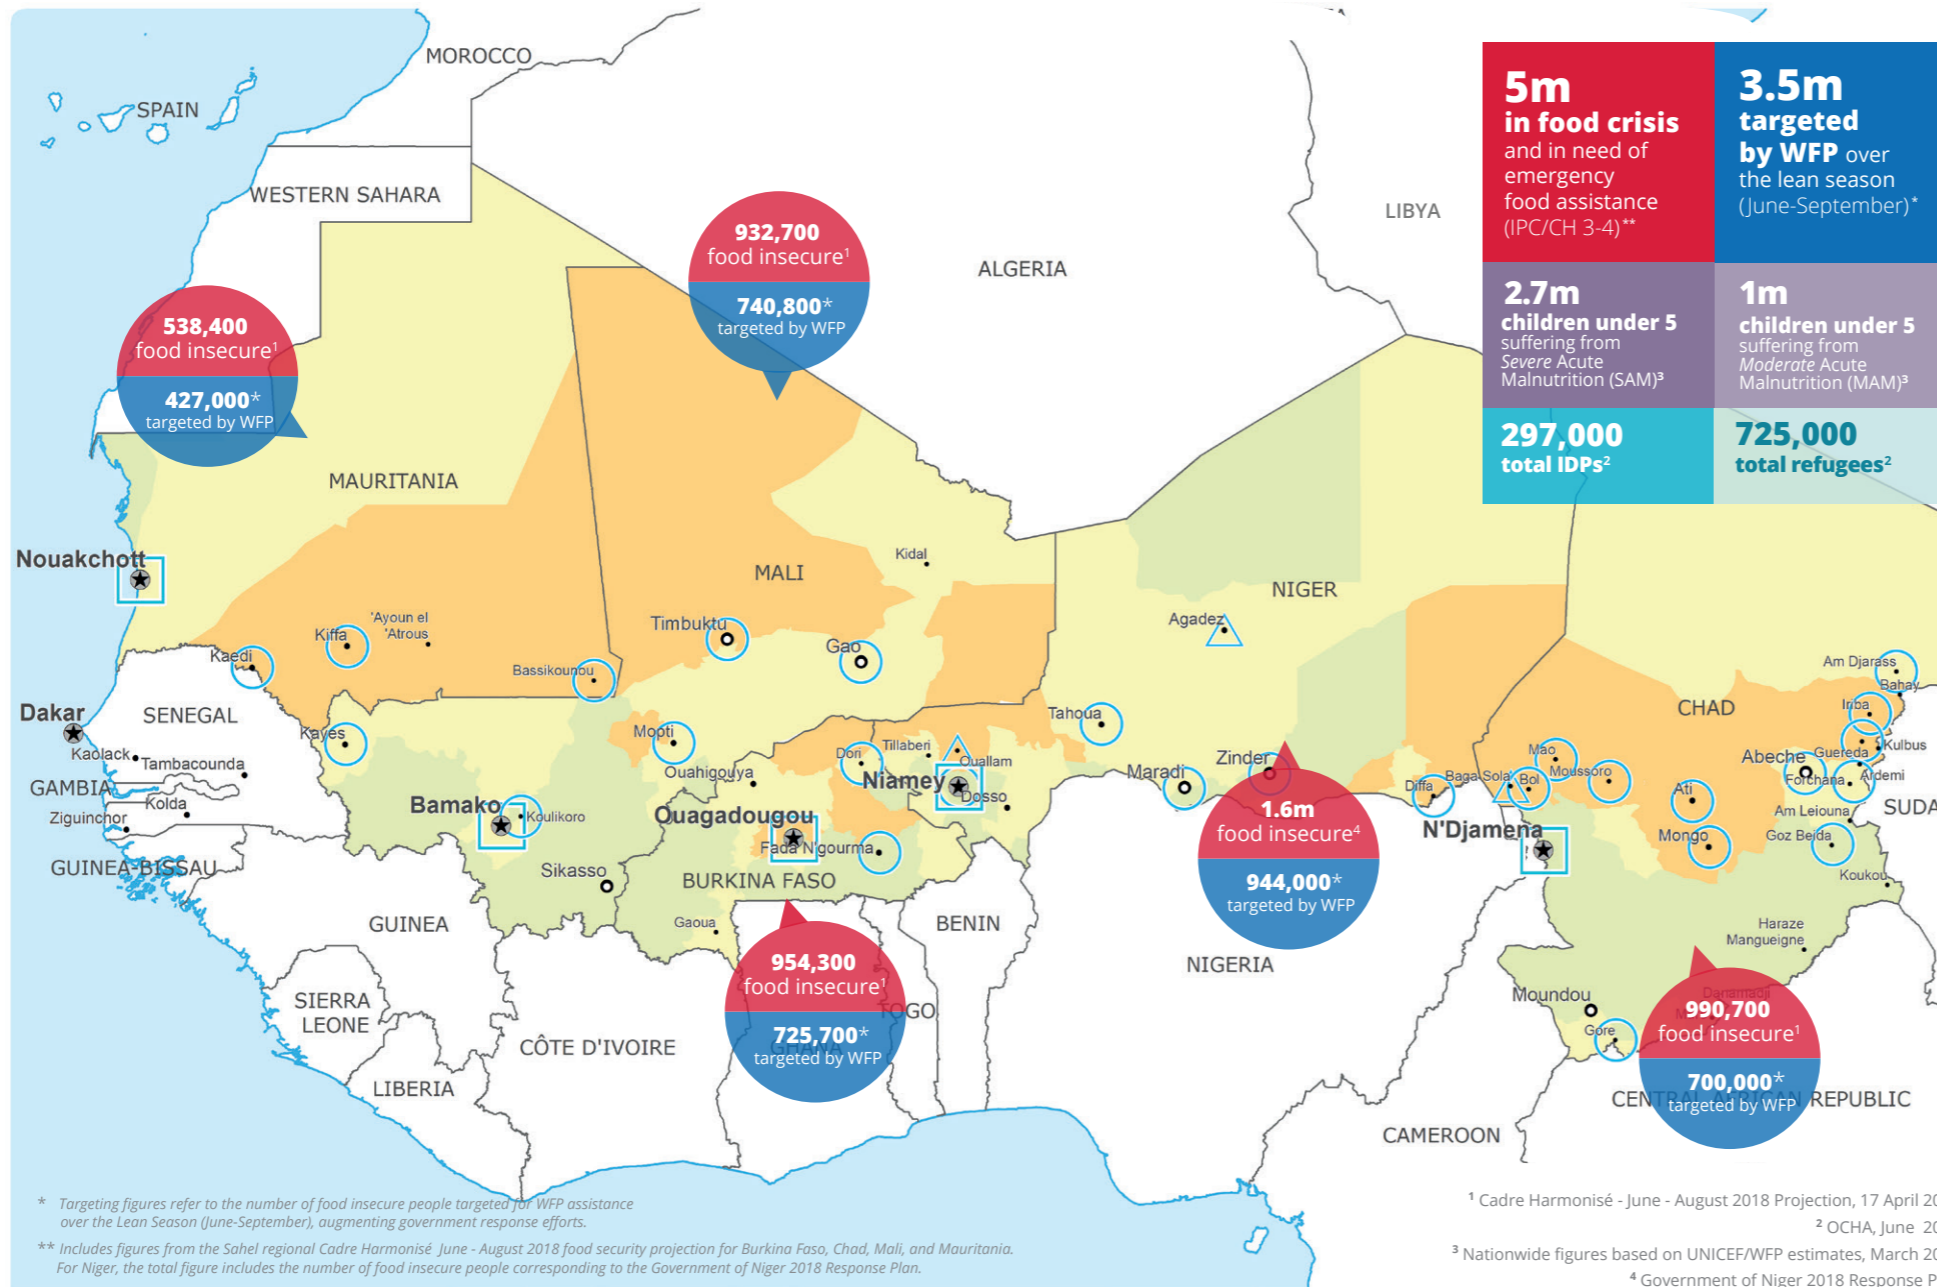 MOROCCO
SPAIN
WESTERN SAHARA
ALGERIA
LIBYA
5m
in food crisis
and in need of
emergency
food assistance
(IPC/CH 3-4)**
3.5m
targeted
by WFP over
the lean season
(June-September)*
2.7m
children under 5
suffering from
Severe Acute
Malnutrition (SAM)³
1m
children under 5
suffering from
Moderate Acute
Malnutrition (MAM)³
297,000
total IDPs²
725,000
total refugees²
932,700
food insecure¹
740,800*
targeted by WFP
538,400
food insecure¹
427,000*
targeted by WFP
MAURITANIA
MALI
NIGER
CHAD
Nouakchott
Kidal
Kiffa
'Ayoun el
'Atrous
Kaedi
Bassikounou
Timbuktu
Gao
Agadez
Am Djarass
Bahay
Iriba
Dakar
SENEGAL
Kaolack
Tambacounda
Kayes
Mopti
Dori
Tillaberi
Ouallam
Tahoua
Zinder
Maradi
Diffa
Baga-Sola
Bol
Mao
Moussoro
Ati
Abeche
Guereda
Kulbus
Forchana
Ardemi
GAMBIA
Kolda
Ziguinchor
Bamako
Koulikoro
Ouahigouya
Ouagadougou
Niamey
Dosso
N'Djamena
Mongo
Am Leiouna
SUDA
Goz Beida
Koukou
GUINEA-BISSAU
Sikasso
Fada N'gourma
BURKINA FASO
Gaoua
GUINEA
BENIN
NIGERIA
Haraze
Mangueigne
Moundou
Gore
1.6m
food insecure⁴
944,000*
targeted by WFP
954,300
food insecure¹
725,700*
targeted by WFP
990,700
food insecure¹
700,000*
targeted by WFP
SIERRA
LEONE
CÔTE D'IVOIRE
GHANA
TOGO
LIBERIA
CENTRAL AFRICAN REPUBLIC
CAMEROON
* Targeting figures refer to the number of food insecure people targeted for WFP assistance
over the Lean Season (June-September), augmenting government response efforts.
** Includes figures from the Sahel regional Cadre Harmonisé June - August 2018 food security projection for Burkina Faso, Chad, Mali, and Mauritania.
For Niger, the total figure includes the number of food insecure people corresponding to the Government of Niger 2018 Response Plan.
¹ Cadre Harmonisé - June - August 2018 Projection, 17 April 20
² OCHA, June 20
³ Nationwide figures based on UNICEF/WFP estimates, March 20
⁴ Government of Niger 2018 Response P